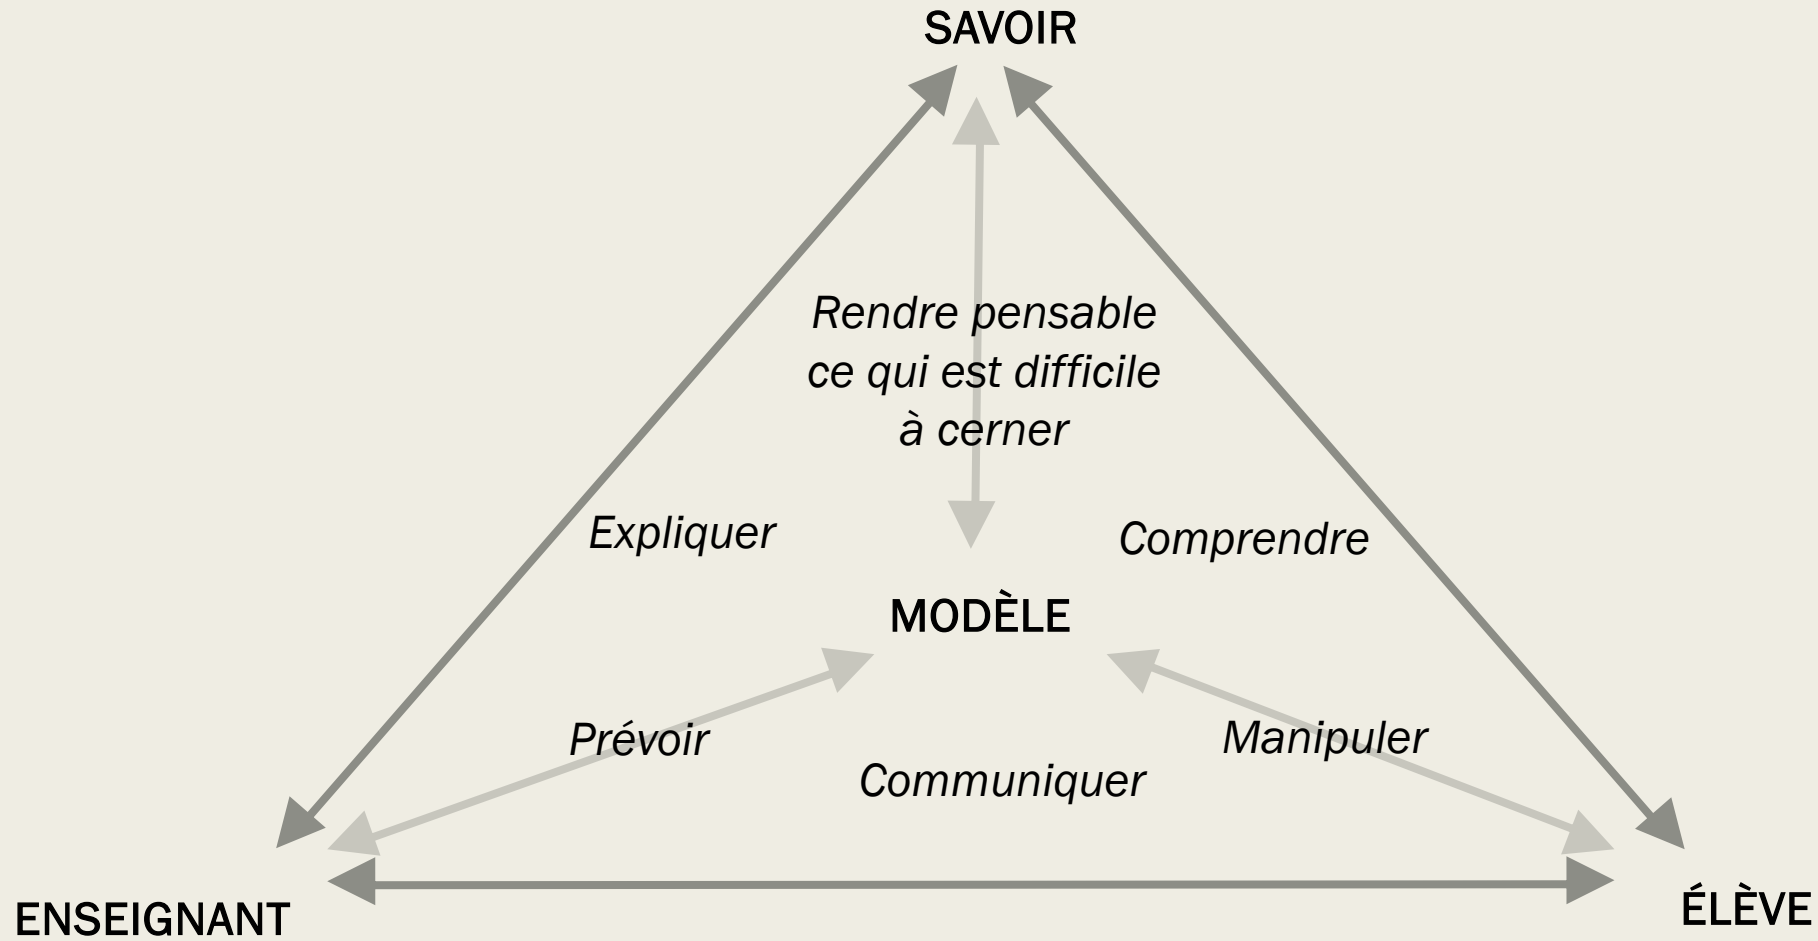 SAVOIR
Rendre pensable
ce qui est difficile
à cerner
Expliquer
Comprendre
MODÈLE
Prévoir
Manipuler
Communiquer
ENSEIGNANT
ÉLÈVE